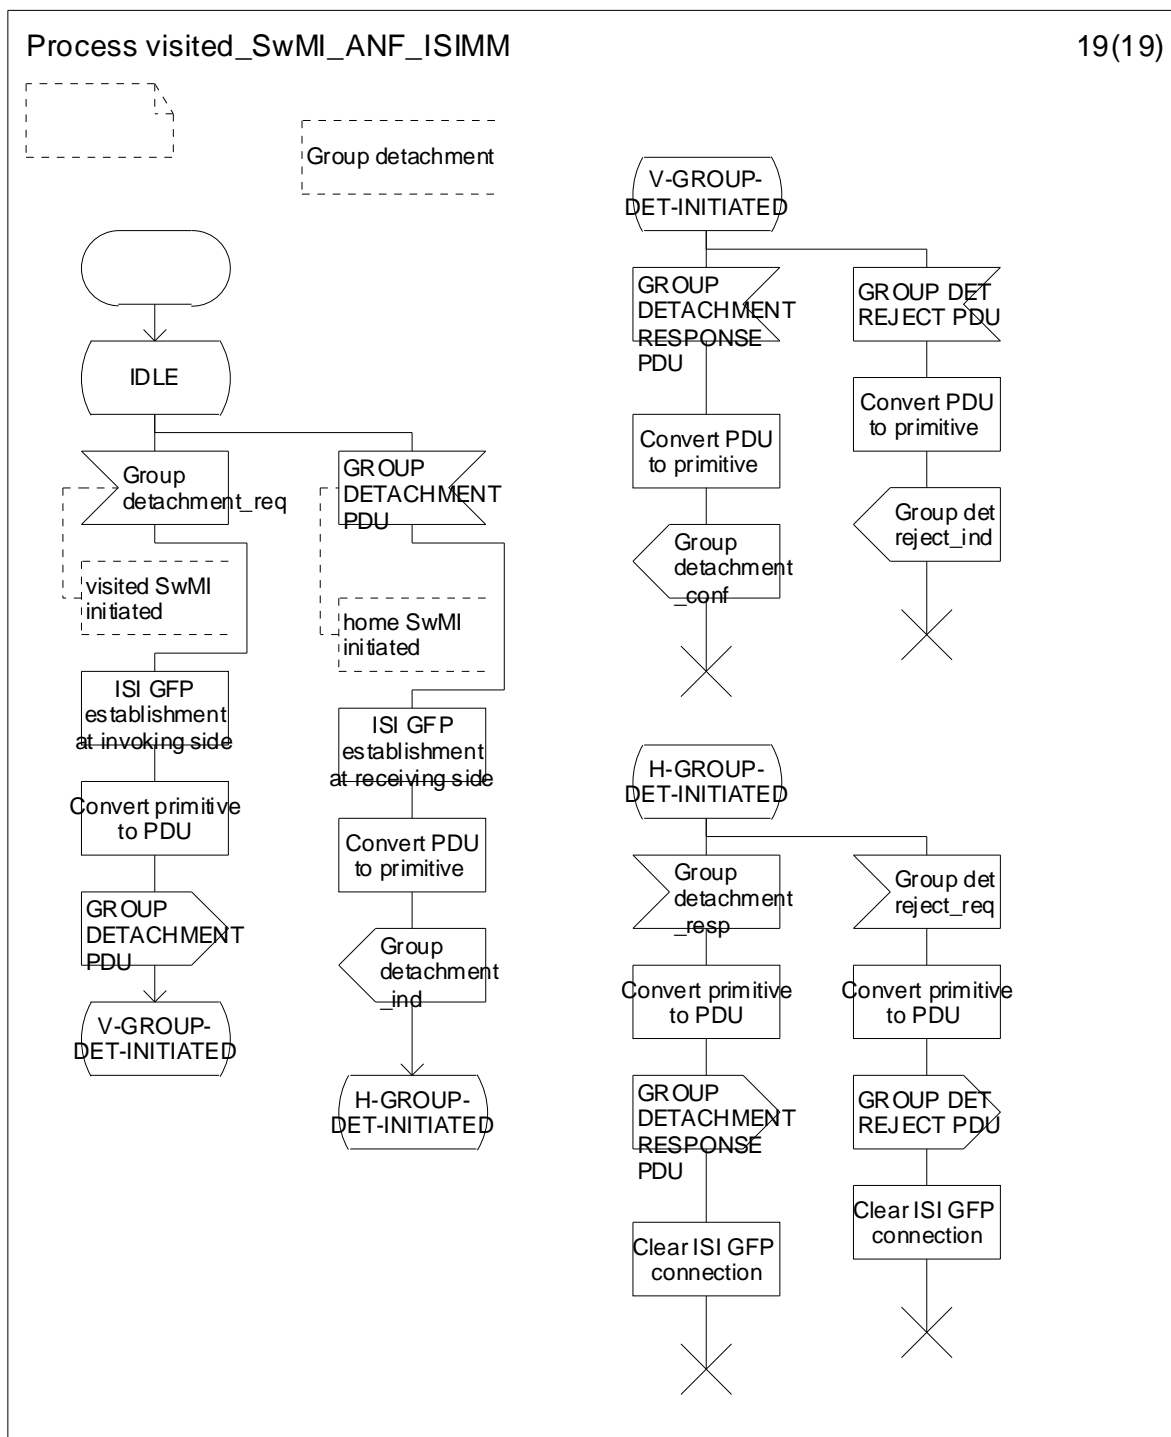 Process visited_SwMI_ANF_ISIMM
19(19)
Group detachment
IDLE
Group
detachment_req
visited SwMI
initiated
ISI GFP
establishment
at invoking side
Convert primitive
to PDU
GROUP
DETACHMENT
PDU
V-GROUP-
DET-INITIATED
GROUP
DETACHMENT
PDU
home SwMI
initiated
ISI GFP
establishment
at receiving side
Convert PDU
to primitive
Group
detachment
_ind
H-GROUP-
DET-INITIATED
V-GROUP-
DET-INITIATED
GROUP
DETACHMENT
RESPONSE
PDU
Convert PDU
to primitive
Group
detachment
_conf
GROUP DET
REJECT PDU
Convert PDU
to primitive
Group det
reject_ind
H-GROUP-
DET-INITIATED
Group
detachment
_resp
Convert primitive
to PDU
GROUP
DETACHMENT
RESPONSE
PDU
Clear ISI GFP
connection
Group det
reject_req
Convert primitive
to PDU
GROUP DET
REJECT PDU
Clear ISI GFP
connection